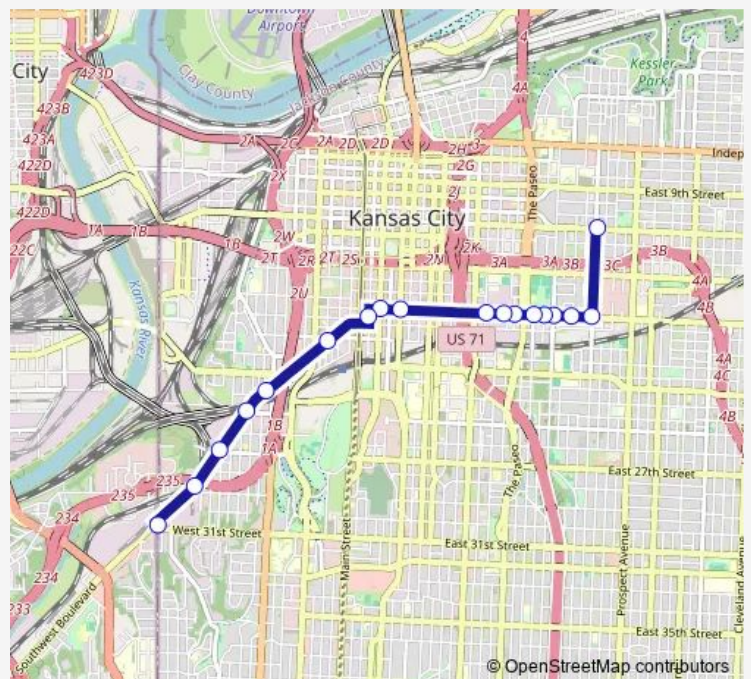 Downtown
Airport
City
423D
Clay County
Jackson County
Kessler
Park
4
4A
423B
423A
422D
2A
2C
2A
2D
2D
2H
3
2G
Indep
2X
2J
The Paseo
East 9th Street
422D
Kansas City
22C
1A
1B
1B
2W
2T
2R
2T
2S
2N
2K
3A
3A
3B
3C
3B
4A
4B
2U
Kansas River
US 71
4A
4C
4B
1B
1A
235
235
234
The Paseo
East 27th Street
West 31st Street
Main Street
East 31st Street
Prospect Avenue
Cleveland Avenue
234
233
Southwest Boulevard
East 35th Street
© OpenStreetMap contributors